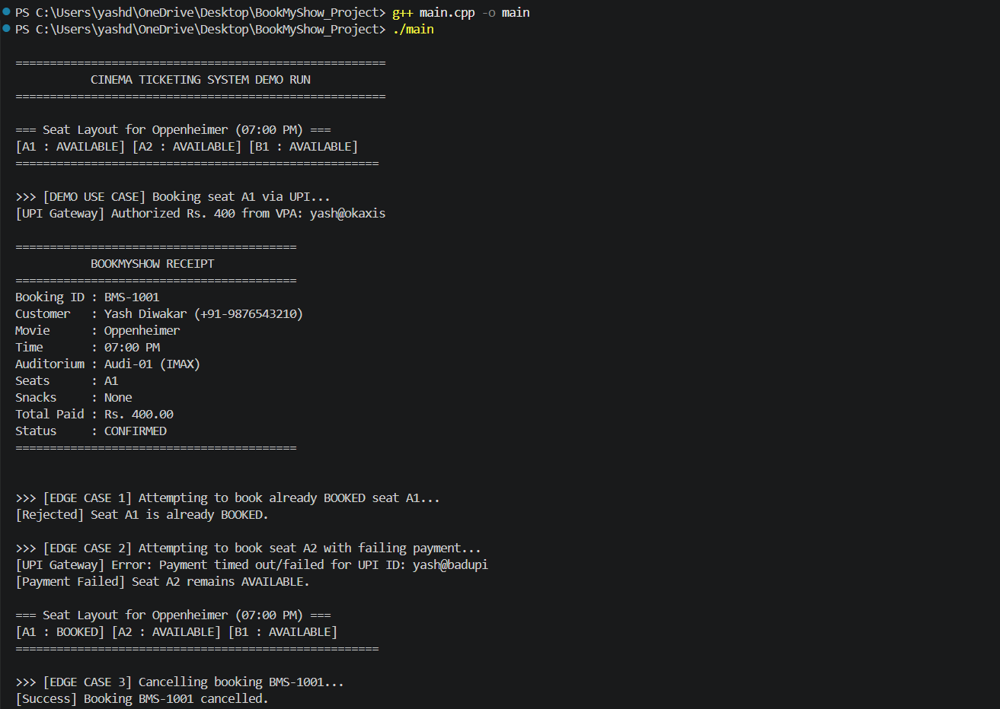 PS C:\Users\yashd\OneDrive\Desktop\BookMyShow_Project> g++ main.cpp -o main
PS C:\Users\yashd\OneDrive\Desktop\BookMyShow_Project> ./main
======================================================
CINEMA TICKETING SYSTEM DEMO RUN
======================================================
=== Seat Layout for Oppenheimer (07:00 PM) ===
[A1 : AVAILABLE] [A2 : AVAILABLE] [B1 : AVAILABLE]
=====================================================
>>> [DEMO USE CASE] Booking seat A1 via UPI...
[UPI Gateway] Authorized Rs. 400 from VPA: yash@okaxis
=========================================
BOOKMYSHOW RECEIPT
=========================================
Booking ID : BMS-1001
Customer   : Yash Diwakar (+91-9876543210)
Movie      : Oppenheimer
Time       : 07:00 PM
Auditorium : Audi-01 (IMAX)
Seats      : A1
Snacks     : None
Total Paid : Rs. 400.00
Status     : CONFIRMED
=========================================
>>> [EDGE CASE 1] Attempting to book already BOOKED seat A1...
[Rejected] Seat A1 is already BOOKED.
>>> [EDGE CASE 2] Attempting to book seat A2 with failing payment...
[UPI Gateway] Error: Payment timed out/failed for UPI ID: yash@badupi
[Payment Failed] Seat A2 remains AVAILABLE.
=== Seat Layout for Oppenheimer (07:00 PM) ===
[A1 : BOOKED] [A2 : AVAILABLE] [B1 : AVAILABLE]
=====================================================
>>> [EDGE CASE 3] Cancelling booking BMS-1001...
[Success] Booking BMS-1001 cancelled.